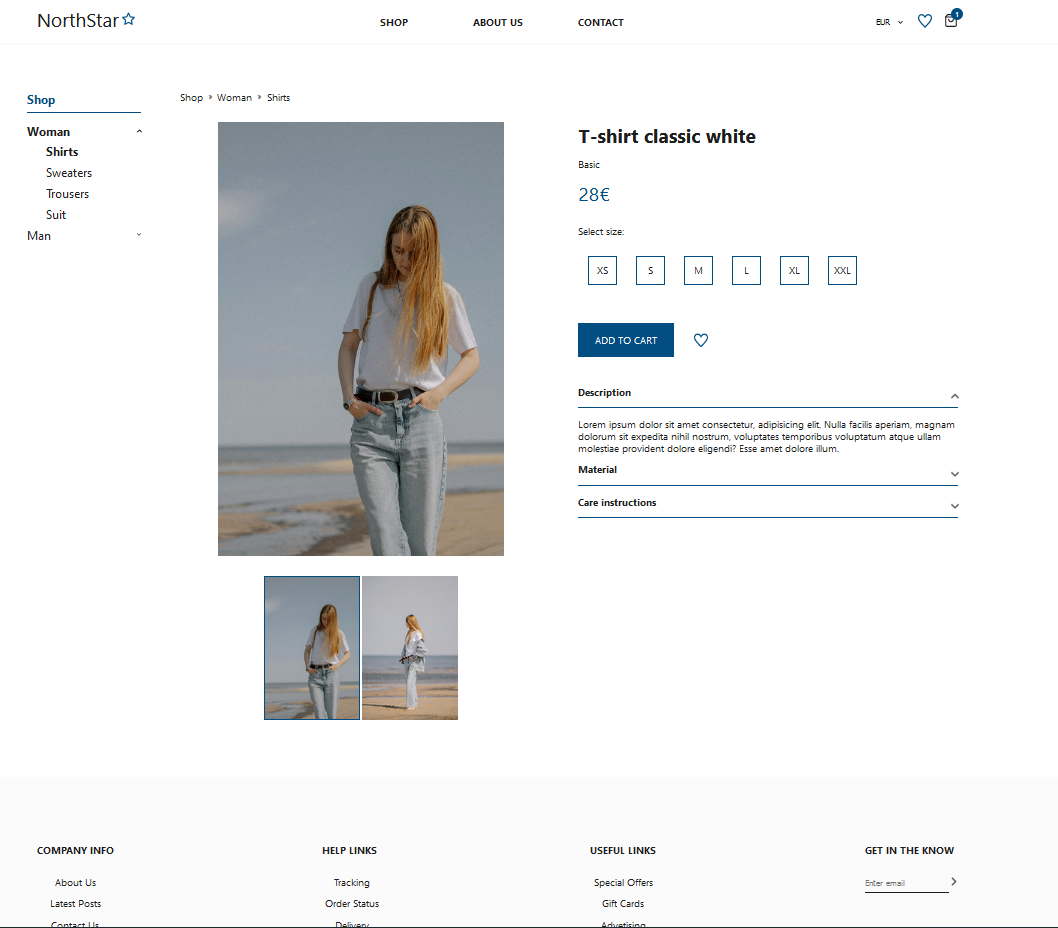 NorthStar
SHOP
ABOUT US
CONTACT
EUR
1
Shop
Woman
Shirts
Sweaters
Trousers
Suit
Man
Shop » Woman » Shirts
T-shirt classic white
Basic
28€
Select size:
XS S M L XL XXL
ADD TO CART
Description
Lorem ipsum dolor sit amet consectetur, adipisicing elit. Nulla facilis aperiam, magnam
dolorum sit expedita nihil nostrum, voluptates temporibus voluptatum atque ullam
molestiae provident dolore eligendi? Esse amet dolore illum.
Material
Care instructions
COMPANY INFO
About Us
Latest Posts
Contact Us
HELP LINKS
Tracking
Order Status
Delivery
USEFUL LINKS
Special Offers
Gift Cards
Advetising
GET IN THE KNOW
Enter email